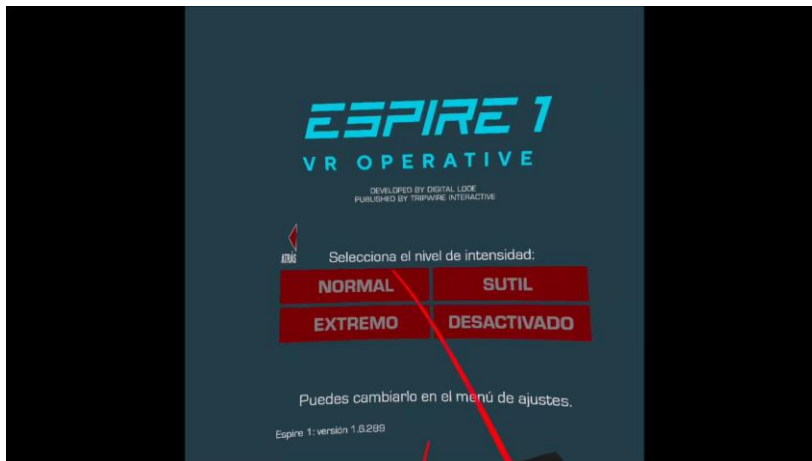 ESPIRE 1
VR OPERATIVE
DEVELOPED BY DIGITAL LODE
PUBLISHED BY TRIPWIRE INTERACTIVE
ATRÁS
Selecciona el nivel de intensidad:
NORMAL SUTIL
EXTREMO DESACTIVADO
Puedes cambiarlo en el menú de ajustes.
Espire 1: versión 1.6.289